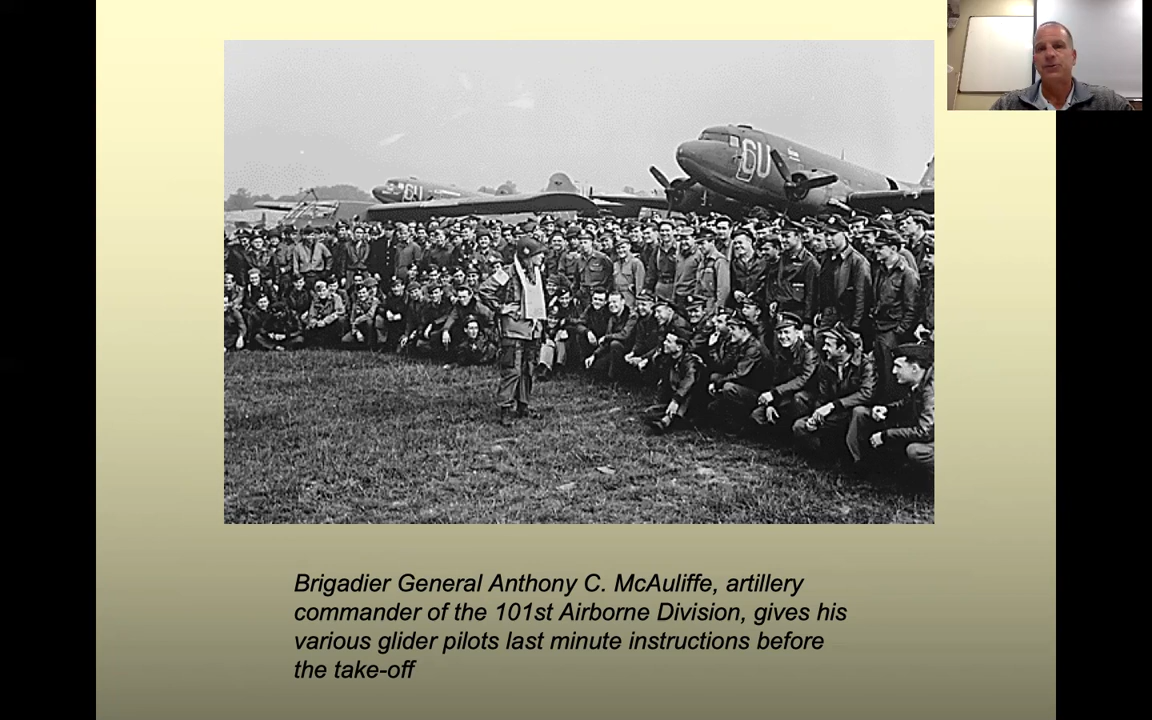 6U
6U
Brigadier General Anthony C. McAuliffe, artillery
commander of the 101st Airborne Division, gives his
various glider pilots last minute instructions before
the take-off